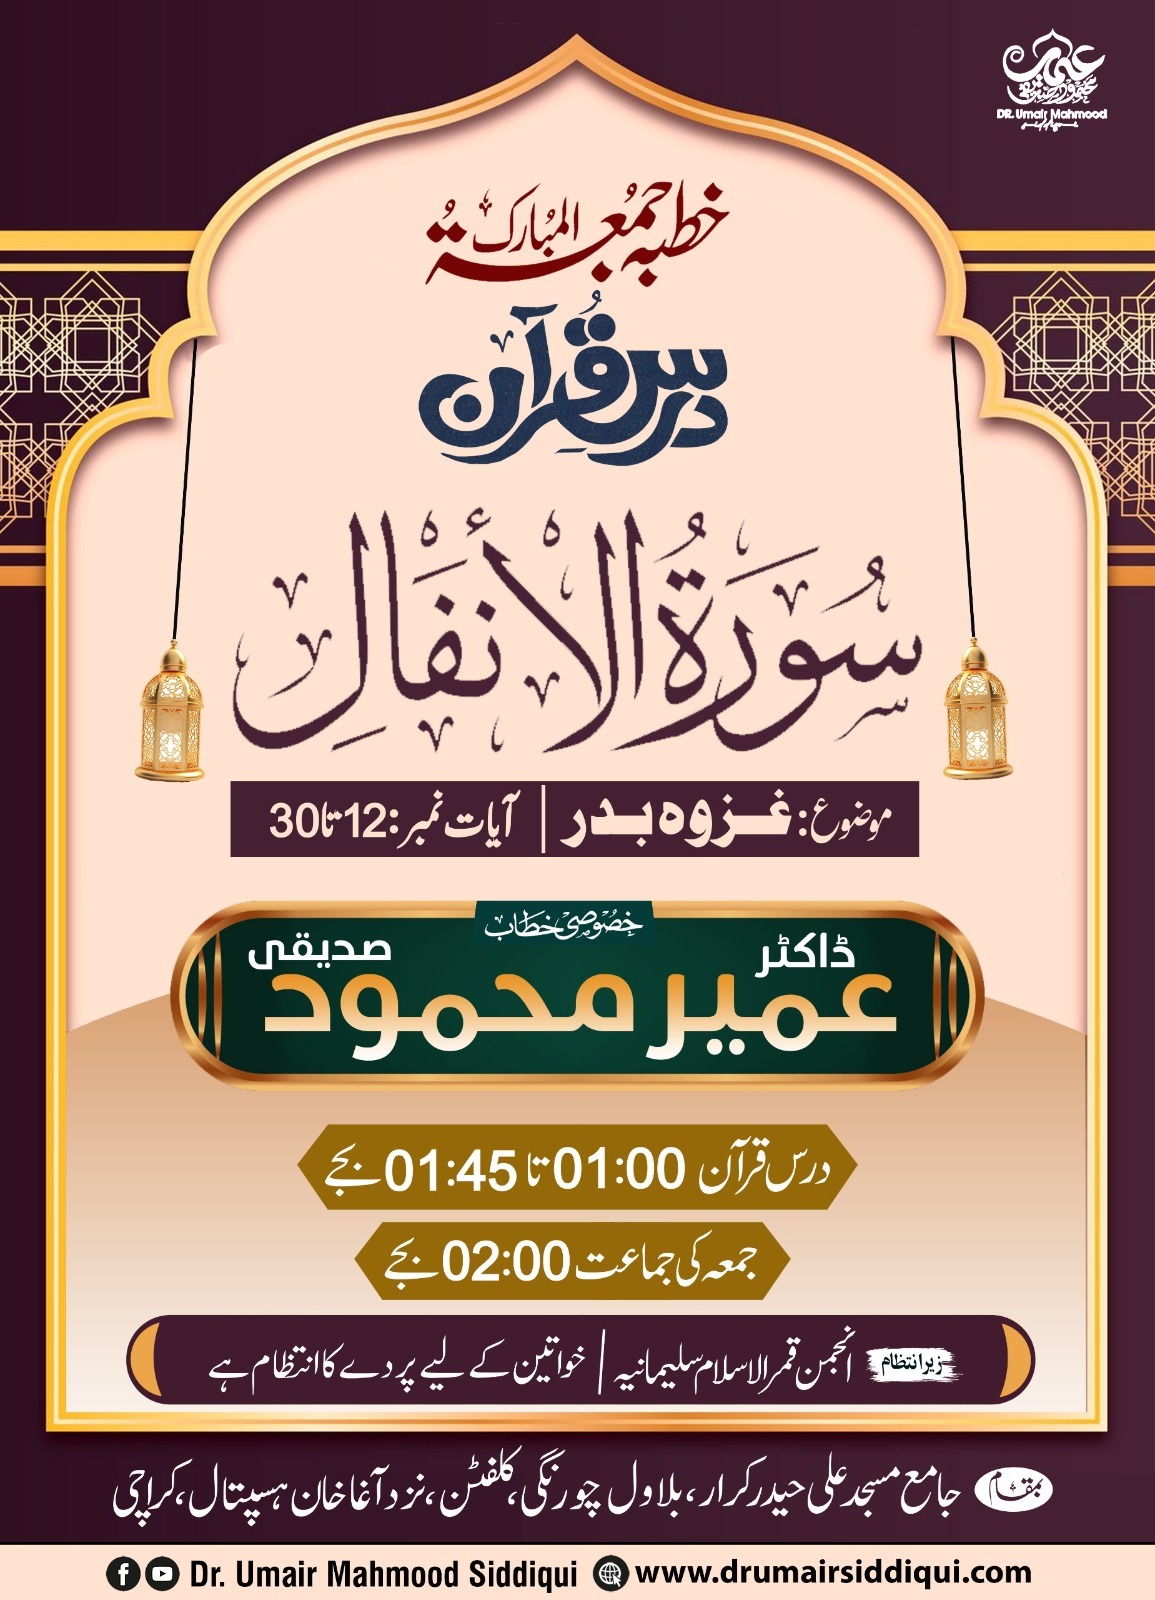 DR. Umair Mahmood
خطبہ جمعۃ المبارک
درسِ قُرآن
سُورَةُ الأَنفَالِ
موضوع: غزوہ بدر | آیات نمبر: 12 تا 30
خصوصی خطاب
ڈاکٹر عمیر محمود صدیقی
درس قرآن 01:00 تا 01:45 بجے
جمعہ کی جماعت 02:00 بجے
زیر انتظام انجمن قمر الاسلام سلیمانیہ | خواتین کے لیے پردے کا انتظام ہے
بمقام جامع مسجد علی حیدر کرار، بلاول چورنگی، کلفٹن، نزد آغا خان ہسپتال، کراچی
Dr. Umair Mahmood Siddiqui www.drumairsiddiqui.com